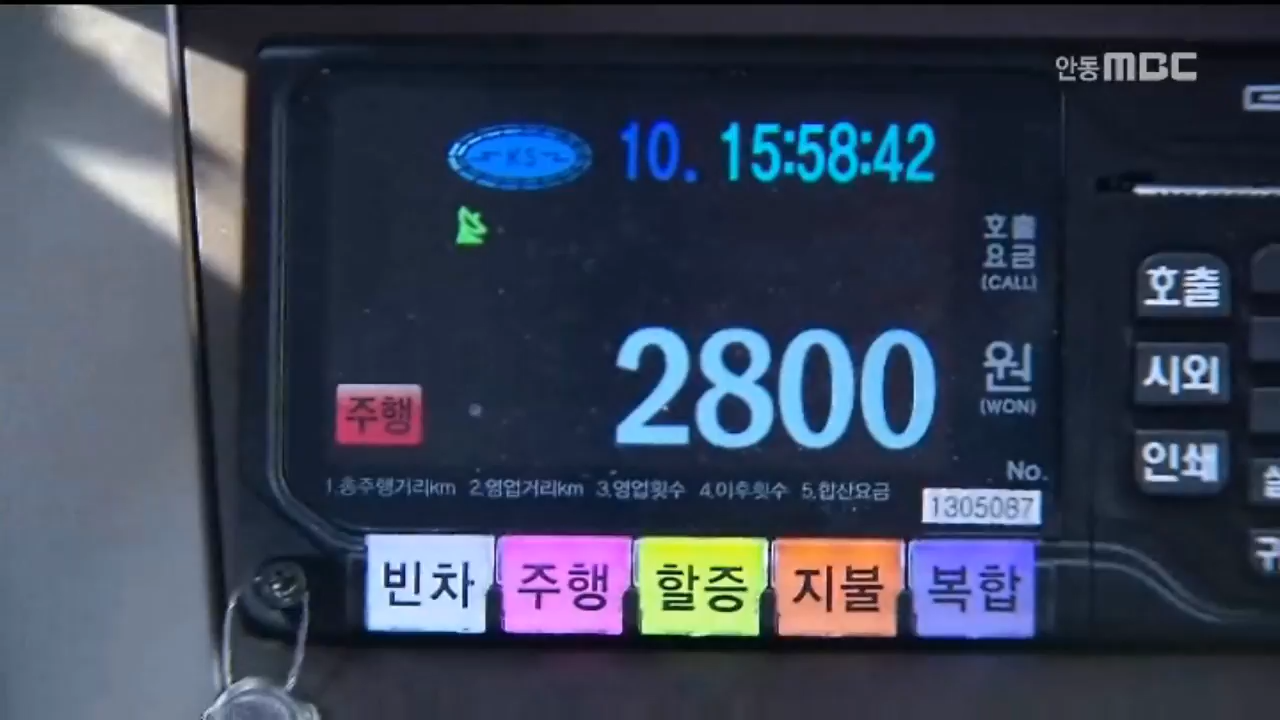 안동MBC
KS 10. 15:58:42
호출
요금
(CALL)
2800 원
(WON)
주행
1.총주행거리km 2.영업거리km 3.영업횟수 4.이후횟수 5.합산요금
No.
1305087
빈차 주행 할증 지불 복합
호출
시외
인쇄